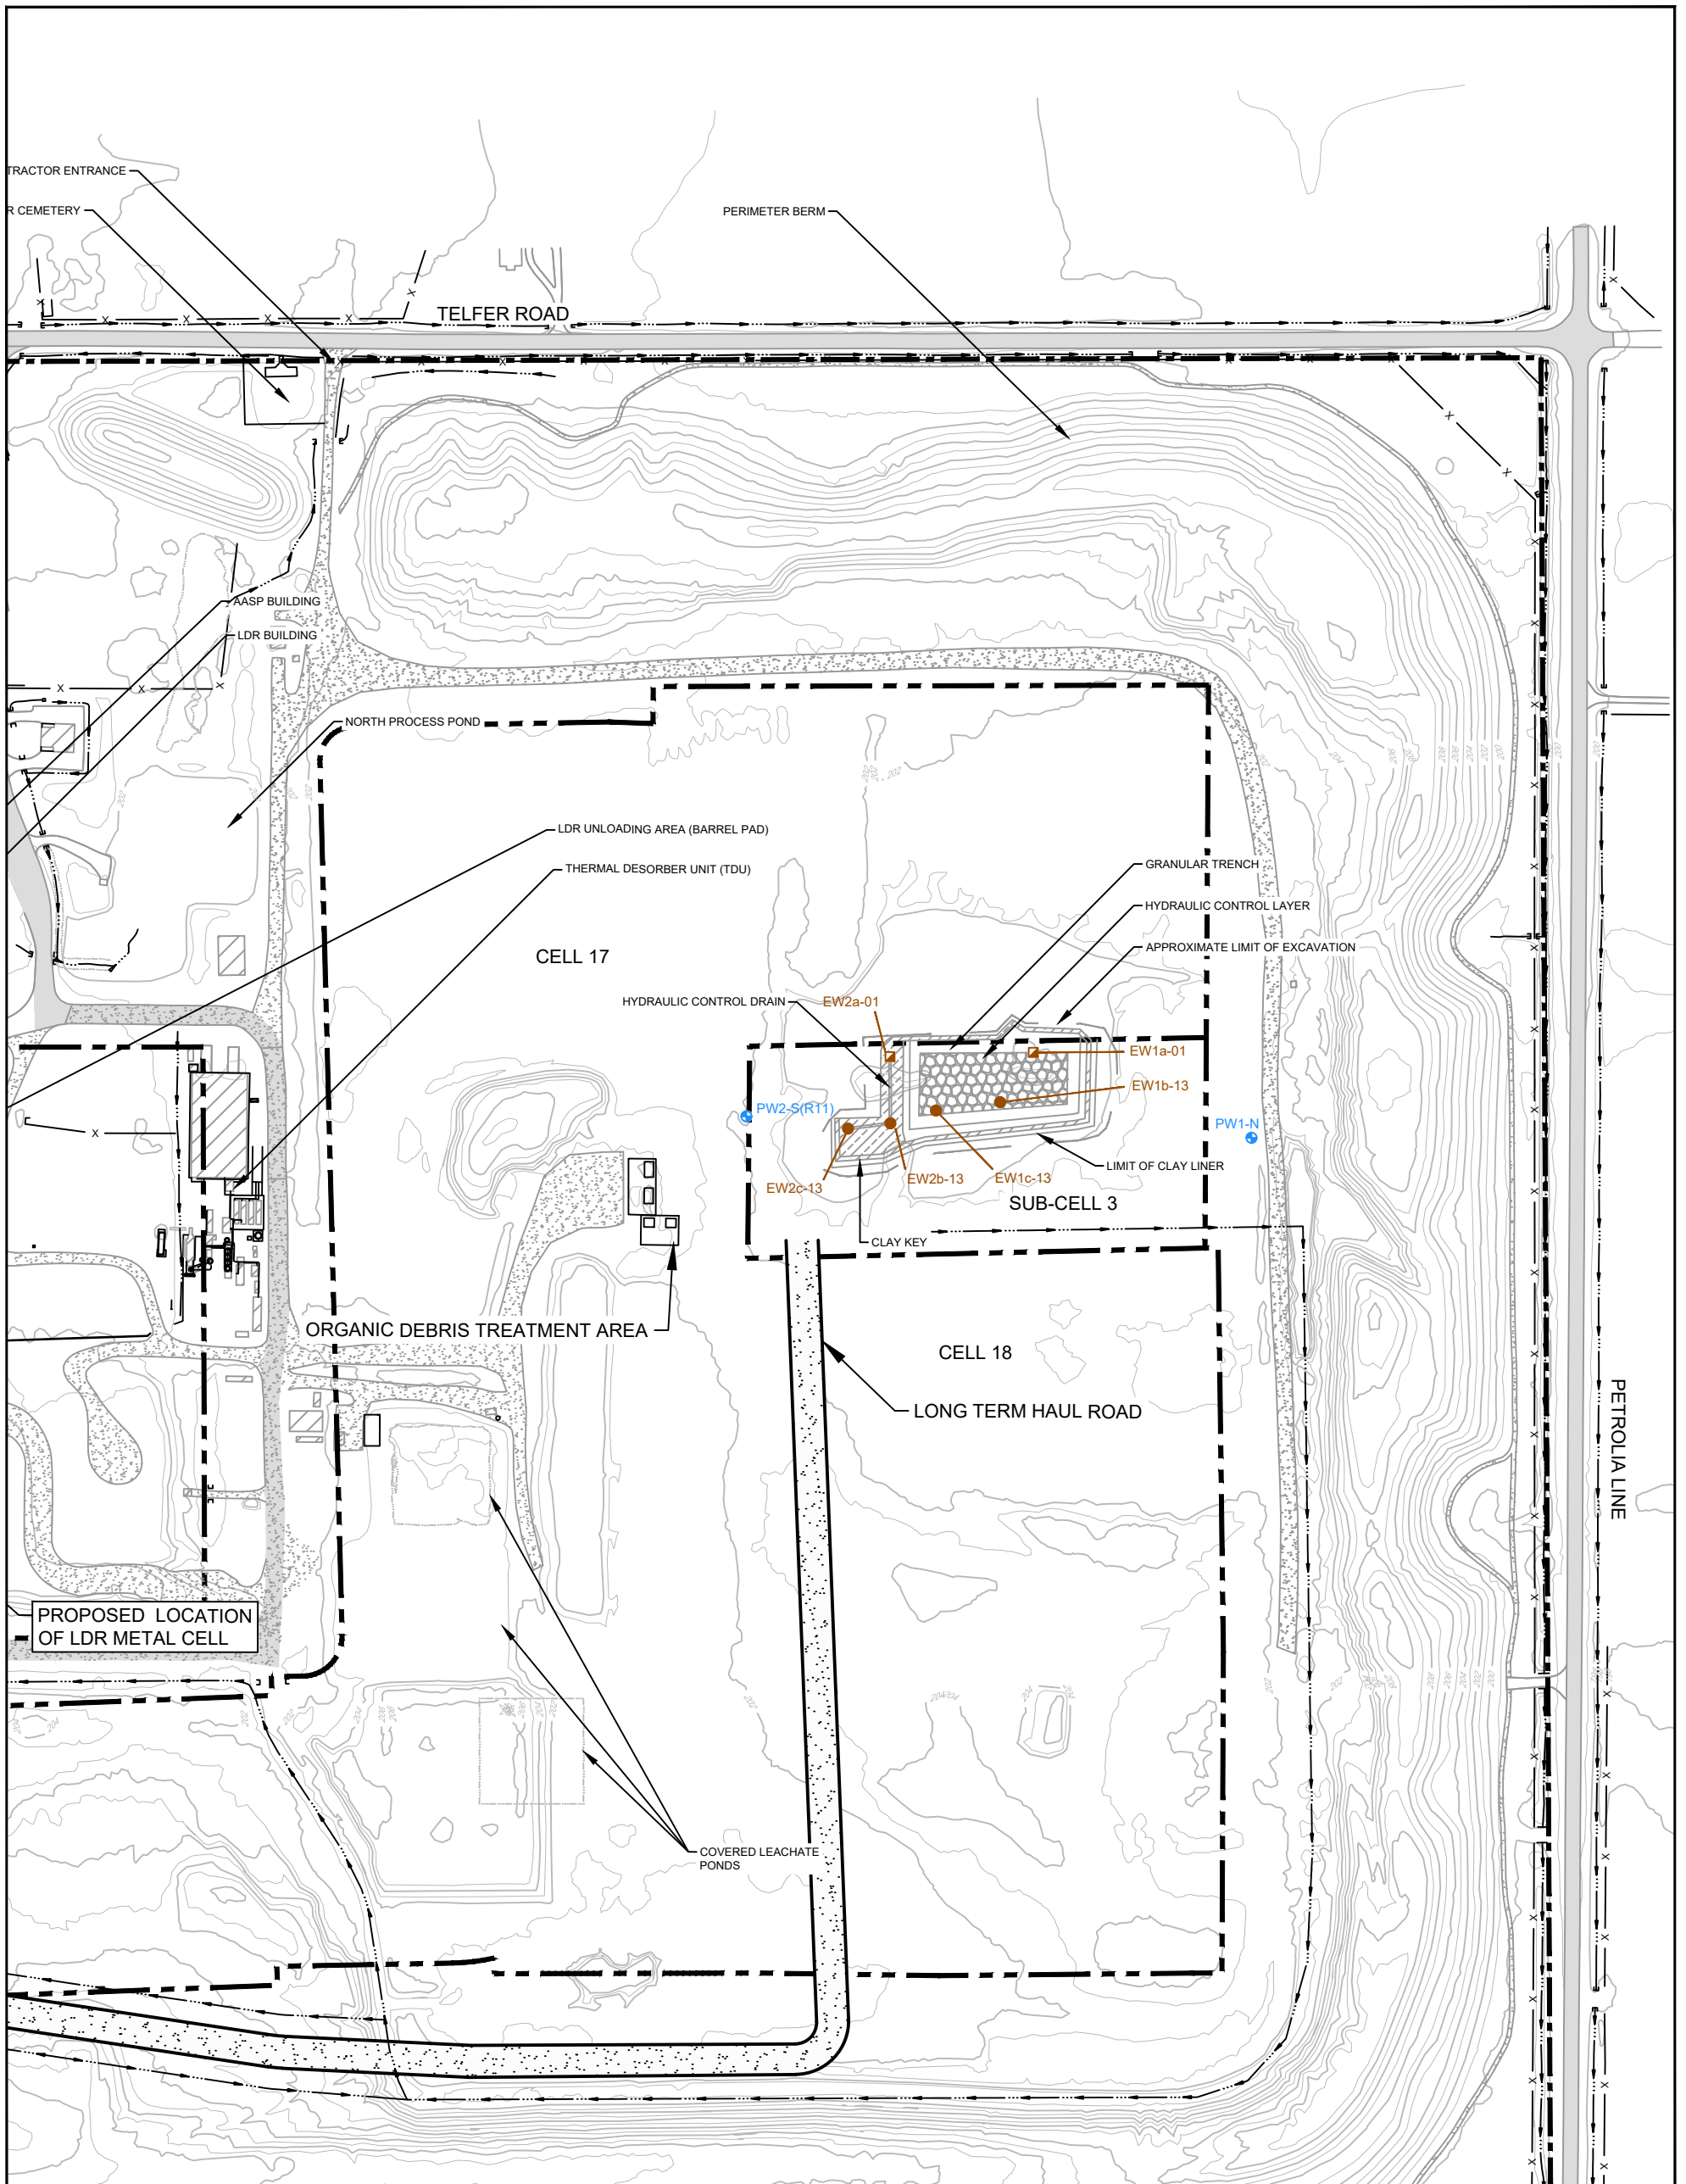 TRACTOR ENTRANCE
R CEMETERY
PERIMETER BERM
TELFER ROAD
AASP BUILDING
LDR BUILDING
NORTH PROCESS POND
LDR UNLOADING AREA (BARREL PAD)
THERMAL DESORBER UNIT (TDU)
GRANULAR TRENCH
HYDRAULIC CONTROL LAYER
APPROXIMATE LIMIT OF EXCAVATION
CELL 17
HYDRAULIC CONTROL DRAIN
EW2a-01
EW1a-01
EW1b-13
PW2-S(R11)
PW1-N
LIMIT OF CLAY LINER
EW2c-13
EW2b-13
EW1c-13
SUB-CELL 3
CLAY KEY
ORGANIC DEBRIS TREATMENT AREA
CELL 18
LONG TERM HAUL ROAD
PETROLIA LINE
PROPOSED LOCATION
OF LDR METAL CELL
COVERED LEACHATE
PONDS